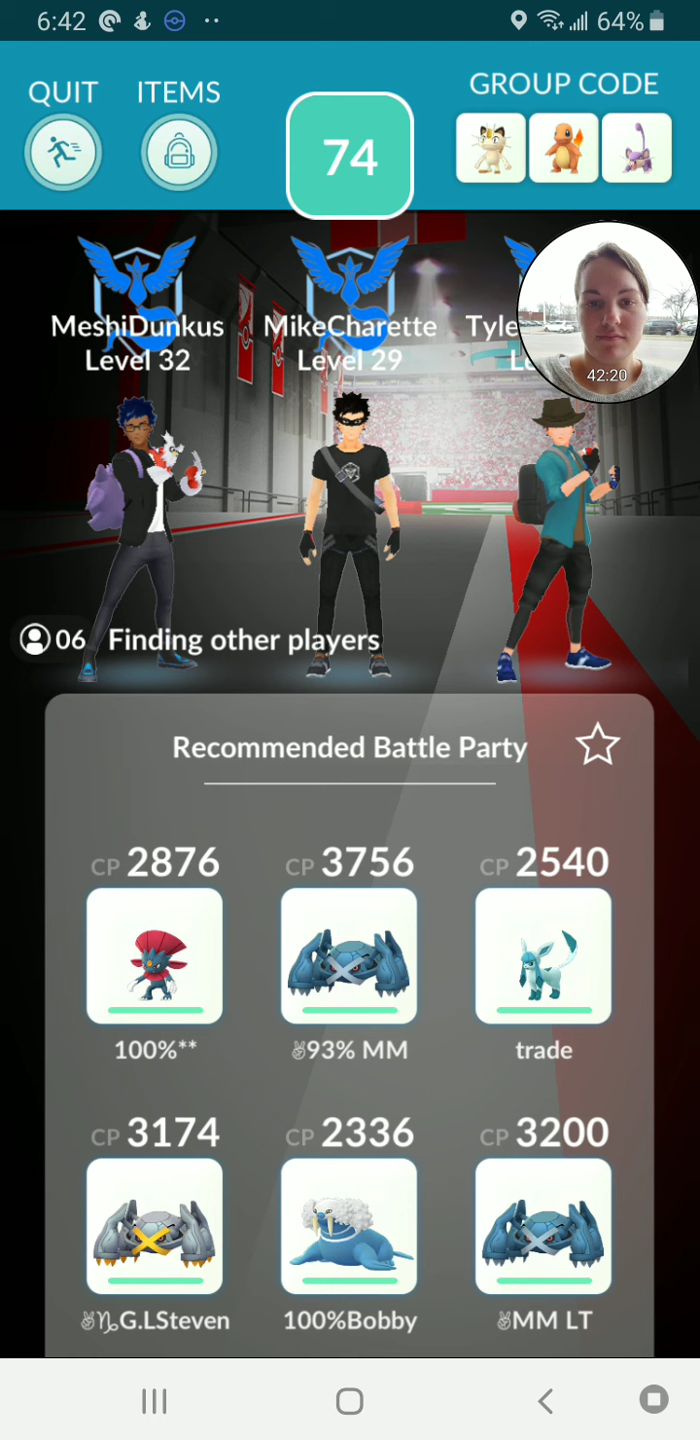 6:42
64%
QUIT
ITEMS
GROUP CODE
74
MeshiDunkus
MikeCharette
Tyle
Level 32
Level 29
42:20
06
Finding other players
Recommended Battle Party
CP 2876
CP 3756
CP 2540
100%**
✌93% MM
trade
CP 3174
CP 2336
CP 3200
✌♑G.LSteven
100%Bobby
✌MM LT